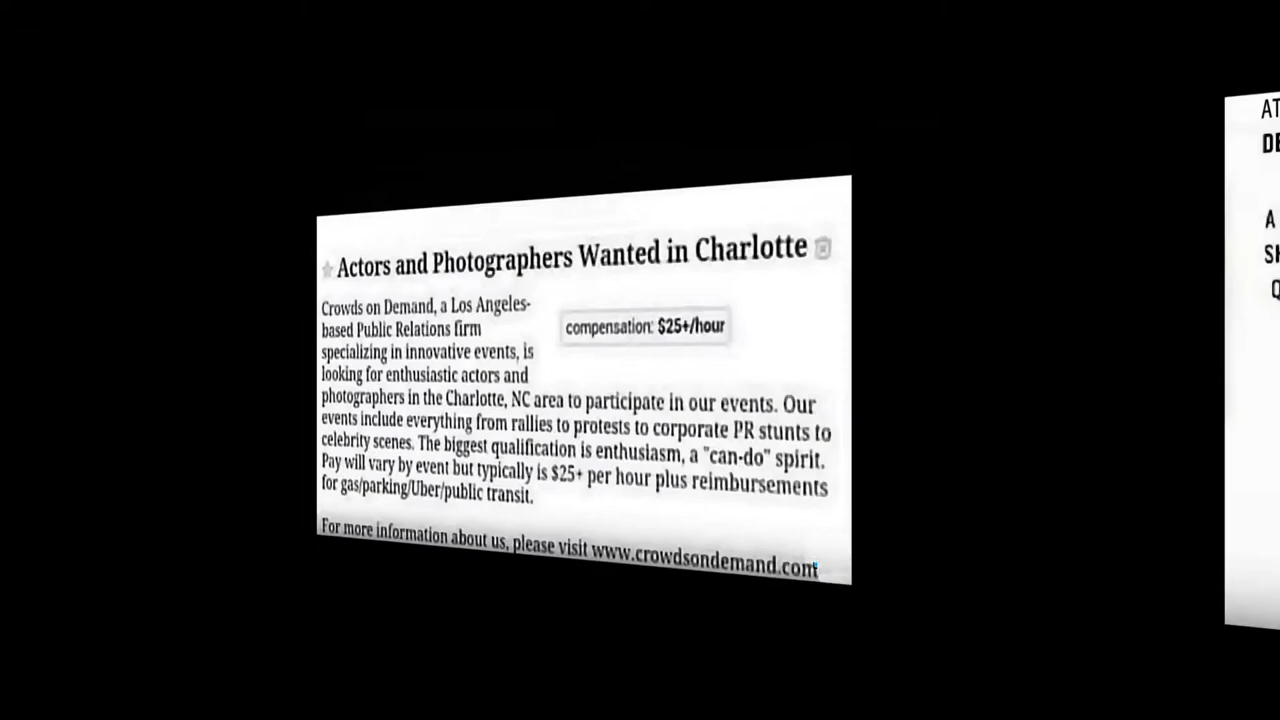 Actors and Photographers Wanted in Charlotte
Crowds on Demand, a Los Angeles-
based Public Relations firm
specializing in innovative events, is
looking for enthusiastic actors and
photographers in the Charlotte, NC area to participate in our events. Our
events include everything from rallies to protests to corporate PR stunts to
celebrity scenes. The biggest qualification is enthusiasm, a "can-do" spirit.
Pay will vary by event but typically is $25+ per hour plus reimbursements
for gas/parking/Uber/public transit.
For more information about us, please visit www.crowdsondemand.com
compensation: $25+/hour
A